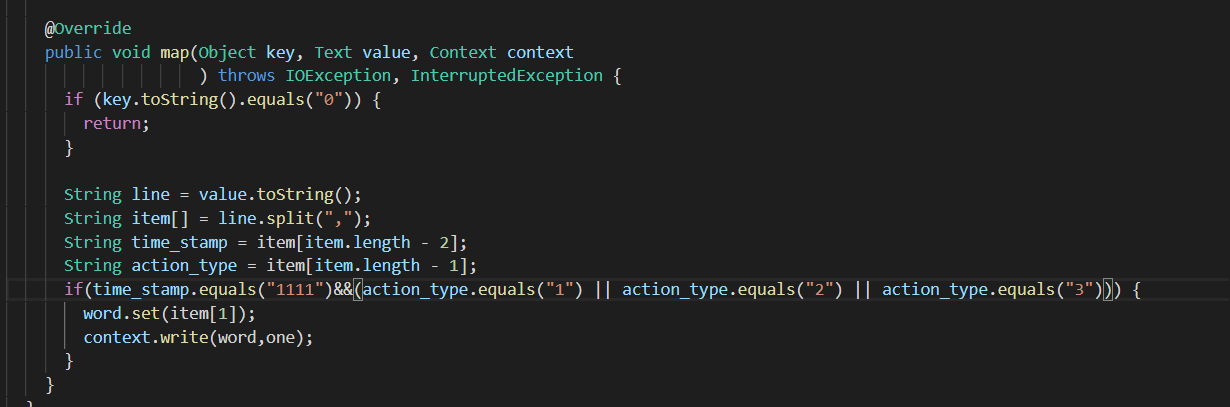 @Override
public void map(Object key, Text value, Context context
) throws IOException, InterruptedException {
if (key.toString().equals("0")) {
return;
}
String line = value.toString();
String item[] = line.split(",");
String time_stamp = item[item.length - 2];
String action_type = item[item.length - 1];
if(time_stamp.equals("1111")&&(action_type.equals("1") || action_type.equals("2") || action_type.equals("3"))) {
word.set(item[1]);
context.write(word,one);
}
}
}